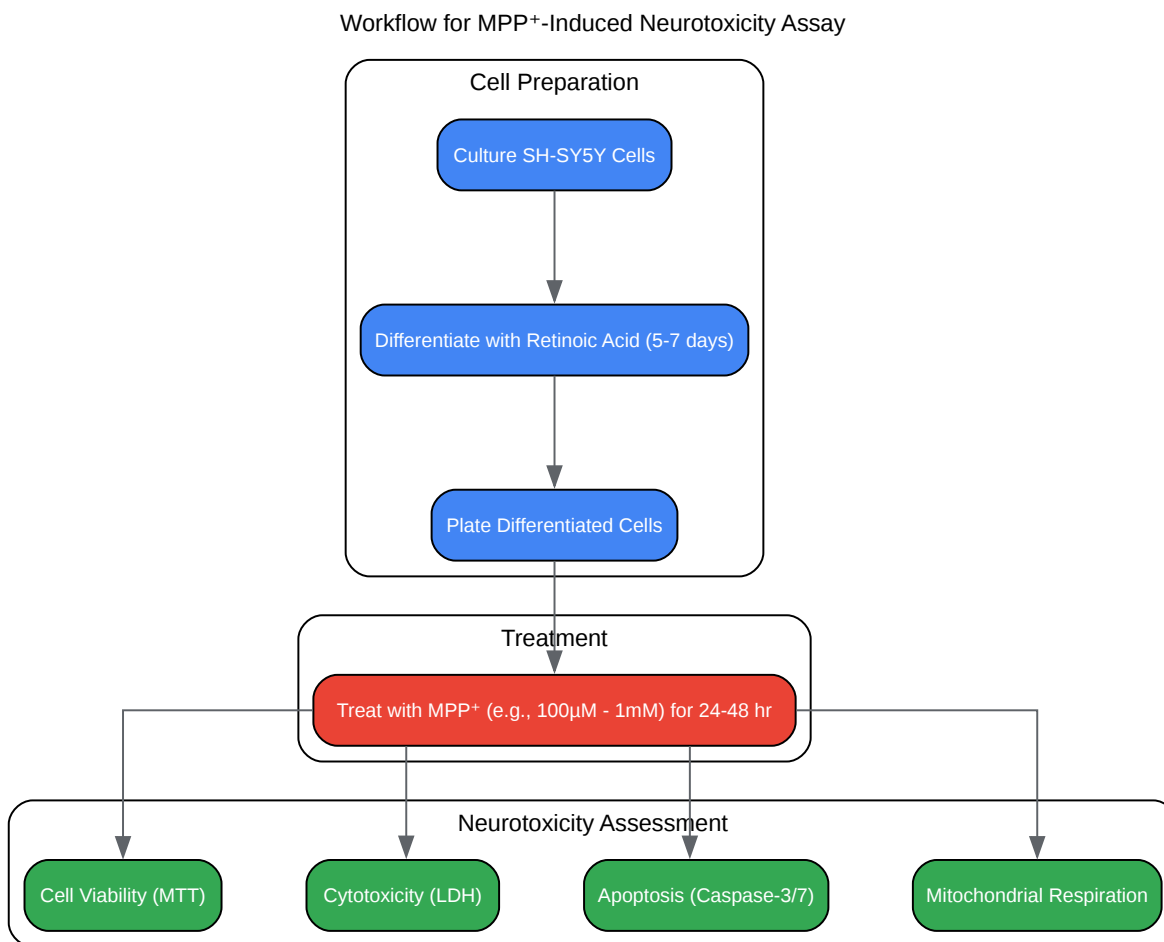 Workflow for MPP⁺-Induced Neurotoxicity Assay
Cell Preparation
Culture SH-SY5Y Cells
Differentiate with Retinoic Acid (5-7 days)
Plate Differentiated Cells
Treatment
Treat with MPP⁺ (e.g., 100µM - 1mM) for 24-48 hr
Neurotoxicity Assessment
Cell Viability (MTT)
Cytotoxicity (LDH)
Apoptosis (Caspase-3/7)
Mitochondrial Respiration